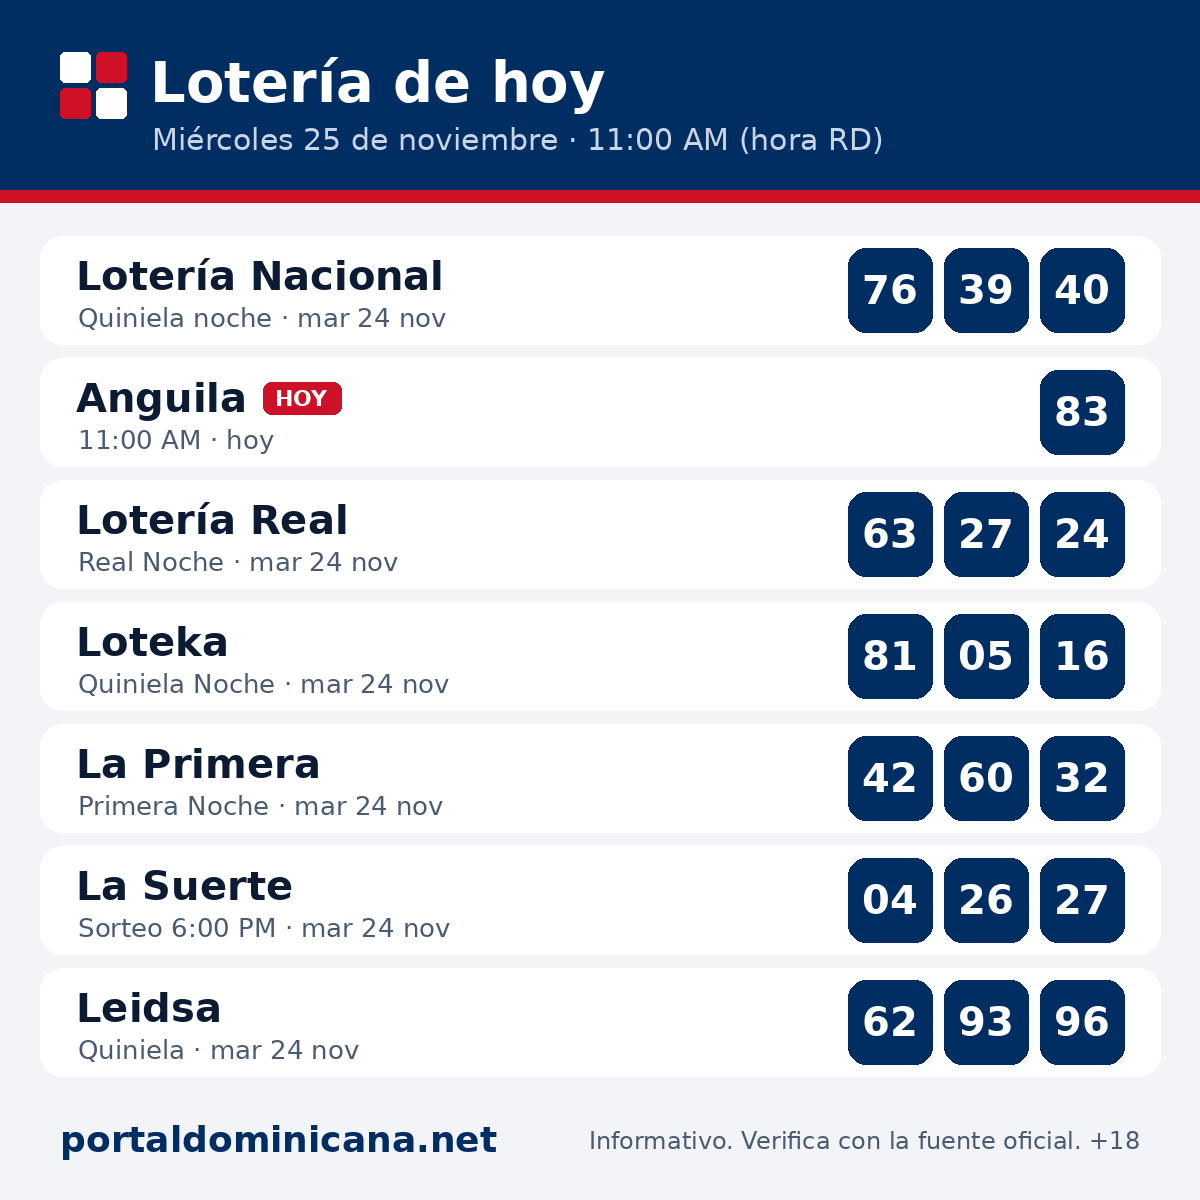 Lotería de hoy
Miércoles 25 de noviembre · 11:00 AM (hora RD)
Lotería Nacional
Quiniela noche · mar 24 nov
76 39 40
Anguila HOY
11:00 AM · hoy
83
Lotería Real
Real Noche · mar 24 nov
63 27 24
Loteka
Quiniela Noche · mar 24 nov
81 05 16
La Primera
Primera Noche · mar 24 nov
42 60 32
La Suerte
Sorteo 6:00 PM · mar 24 nov
04 26 27
Leidsa
Quiniela · mar 24 nov
62 93 96
portaldominicana.net
Informativo. Verifica con la fuente oficial. +18